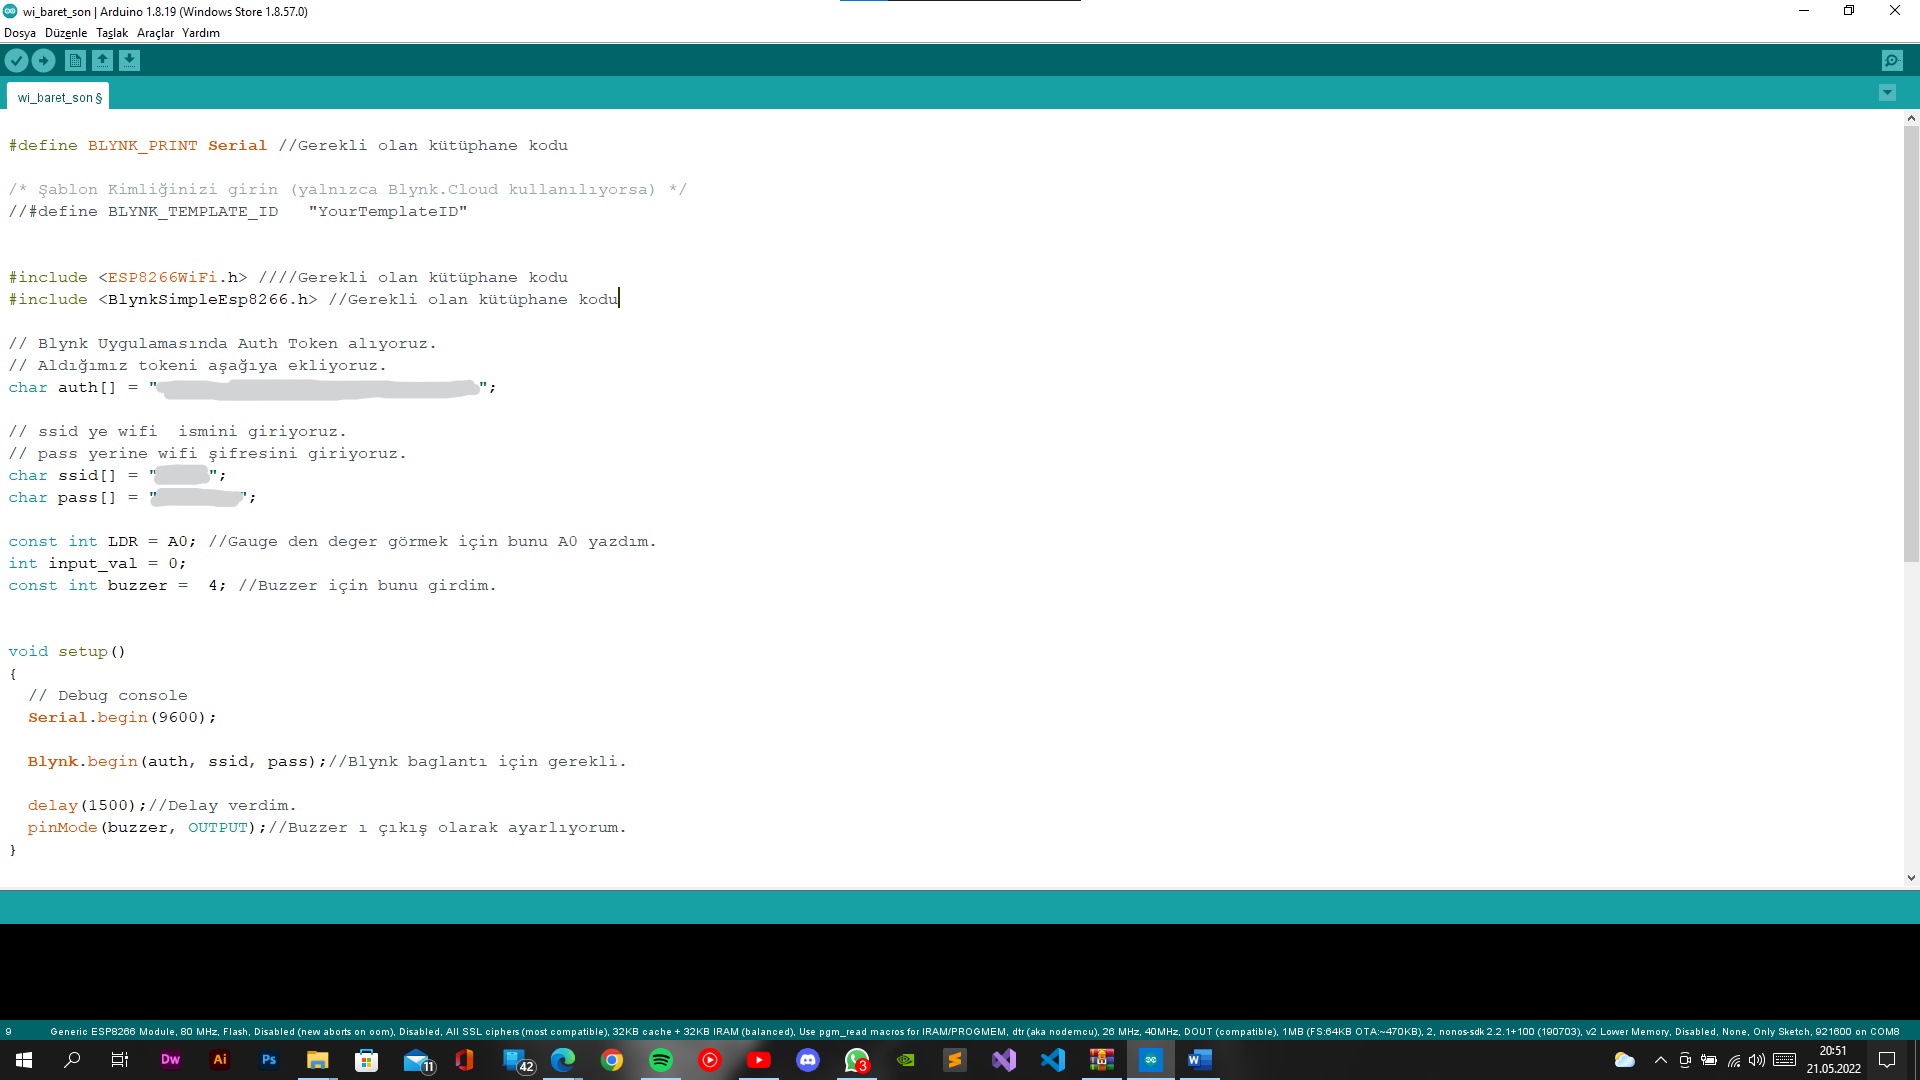 wi_baret_son | Arduino 1.8.19 (Windows Store 1.8.57.0)
Dosya Düzenle Taslak Araçlar Yardım
wi_baret_son §
#define BLYNK_PRINT Serial //Gerekli olan kütüphane kodu
/* Şablon Kimliğinizi girin (yalnızca Blynk.Cloud kullanılıyorsa) */
//#define BLYNK_TEMPLATE_ID   "YourTemplateID"
#include <ESP8266WiFi.h> ////Gerekli olan kütüphane kodu
#include <BlynkSimpleEsp8266.h> //Gerekli olan kütüphane kodu
// Blynk Uygulamasında Auth Token alıyoruz.
// Aldığımız tokeni aşağıya ekliyoruz.
char auth[] = "";
// ssid ye wifi  ismini giriyoruz.
// pass yerine wifi şifresini giriyoruz.
char ssid[] = "";
char pass[] = "";
const int LDR = A0; //Gauge den deger görmek için bunu A0 yazdım.
int input_val = 0;
const int buzzer =  4; //Buzzer için bunu girdim.
void setup()
{
  // Debug console
  Serial.begin(9600);
  Blynk.begin(auth, ssid, pass);//Blynk baglantı için gerekli.
  delay(1500);//Delay verdim.
  pinMode(buzzer, OUTPUT);//Buzzer ı çıkış olarak ayarlıyorum.
}
9 Generic ESP8266 Module, 80 MHz, Flash, Disabled (new aborts on oom), Disabled, All SSL ciphers (most compatible), 32KB cache + 32KB IRAM (balanced), Use pgm_read macros for IRAM/PROGMEM, dtr (aka nodemcu), 26 MHz, 40MHz, DOUT (compatible), 1MB (FS:64KB OTA:~470KB), 2, nonos-sdk 2.2.1+100 (190703), v2 Lower Memory, Disabled, None, Only Sketch, 921600 on COM8
Dw Ai Ps 11 42 3 W
20:51
21.05.2022